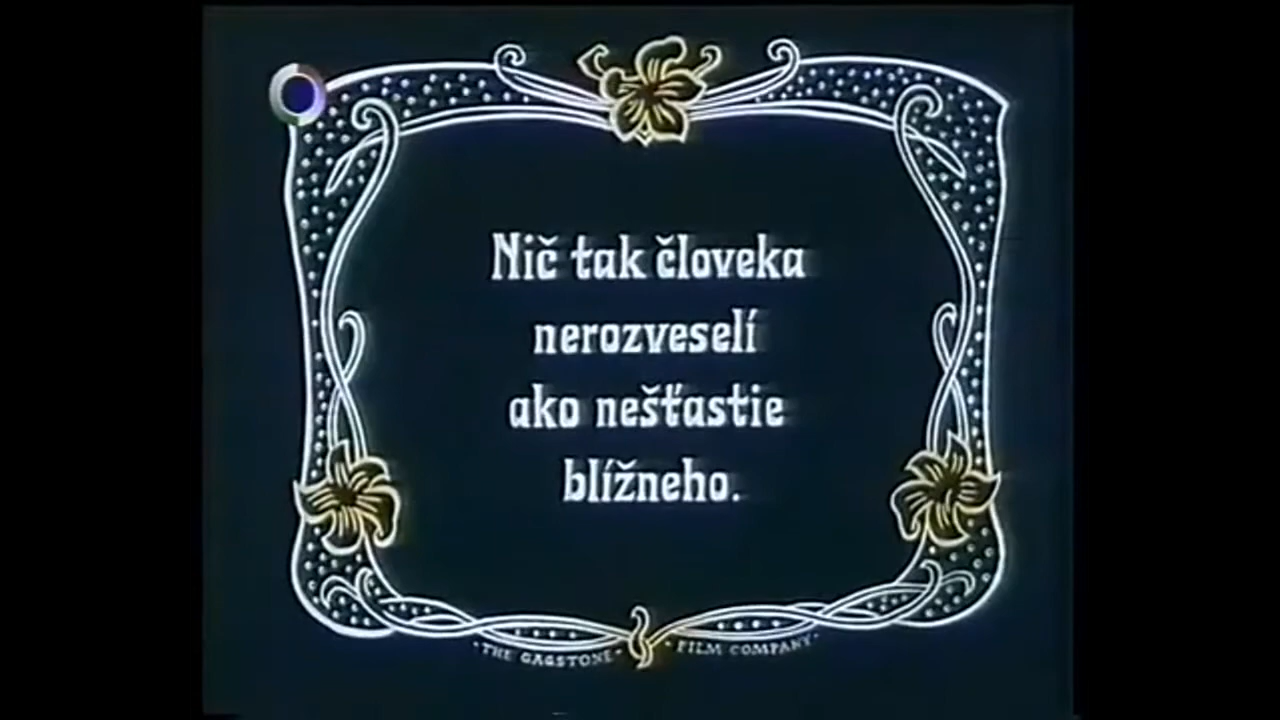 Nič tak človeka
nerozveselí
ako nešťastie
blížneho.
·THE GAGSTONE· ·FILM COMPANY·